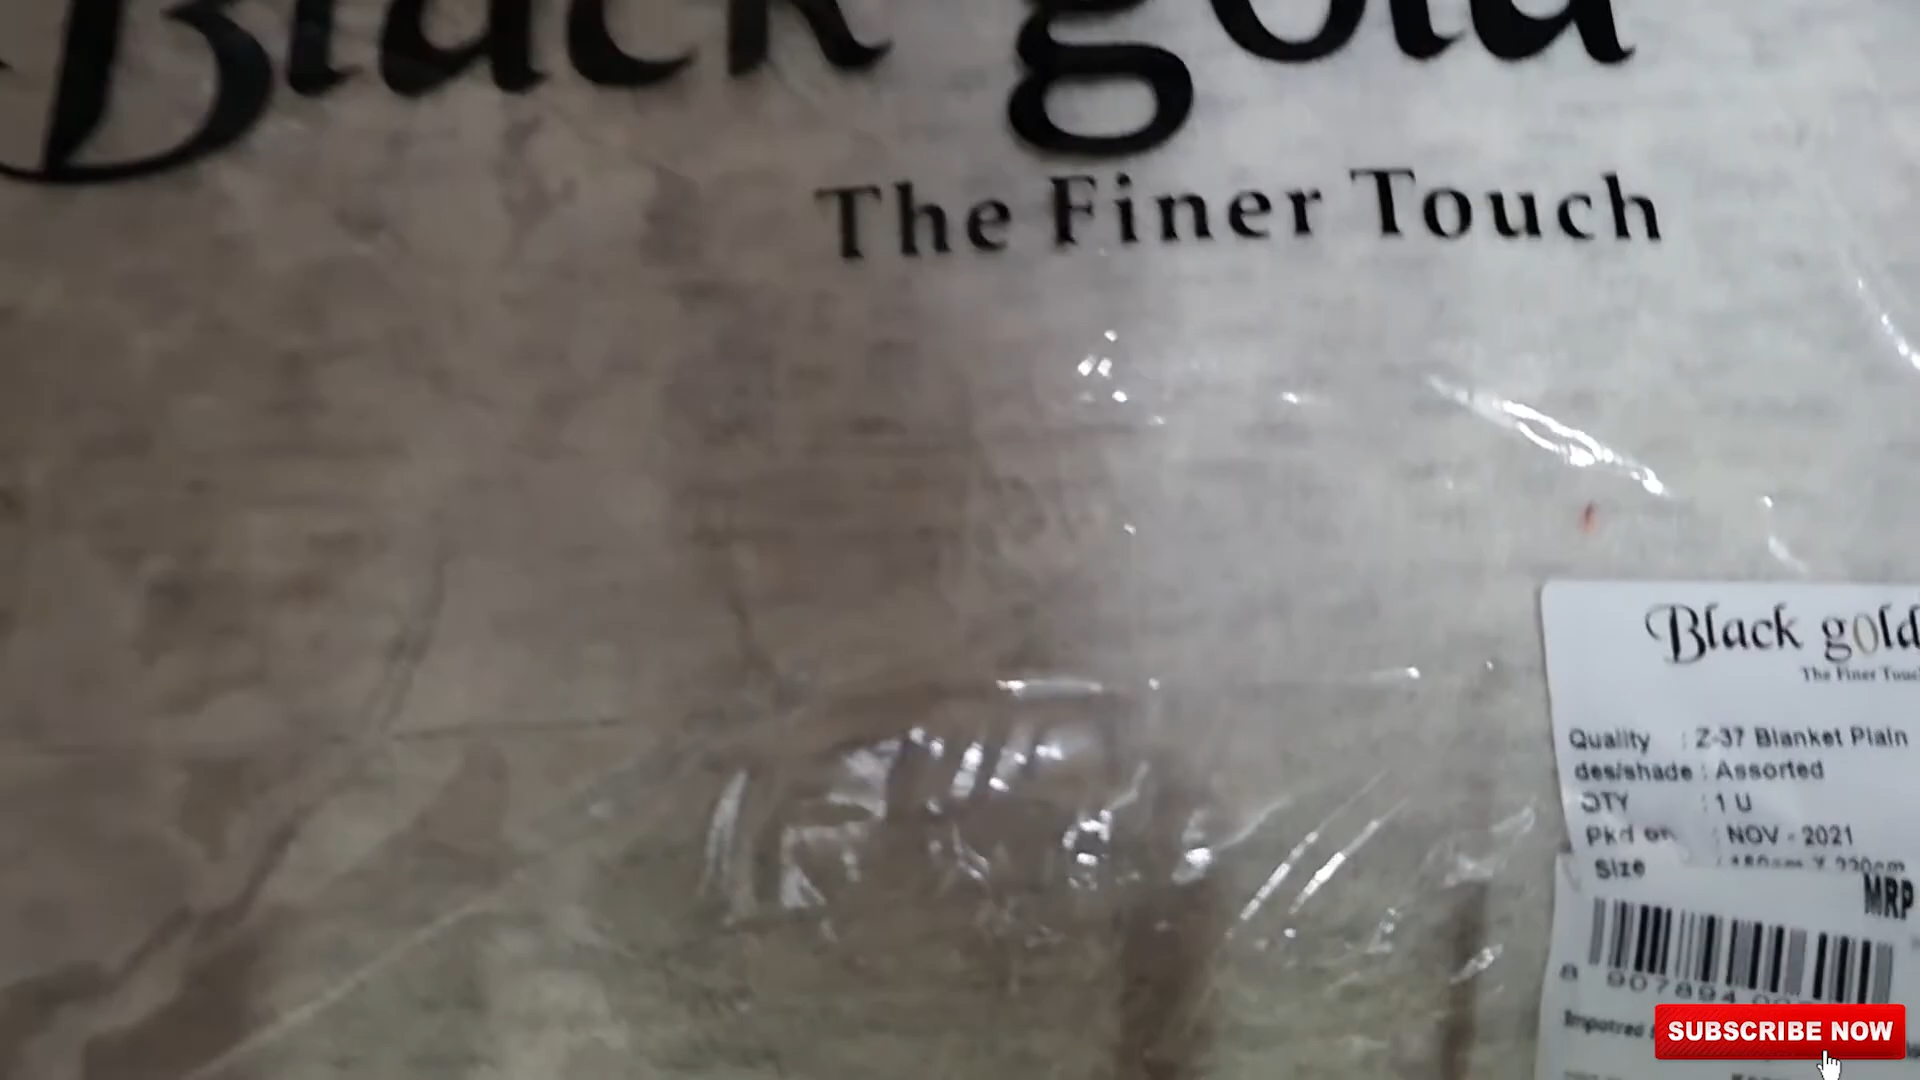 Black gold
The Finer Touch
Black gold
The Finer Touc
Quality : Z-37 Blanket Plain
des/shade : Assorted
QTY : 1 U
Pkd on : NOV - 2021
Size
MRP
8 907894
SUBSCRIBE NOW